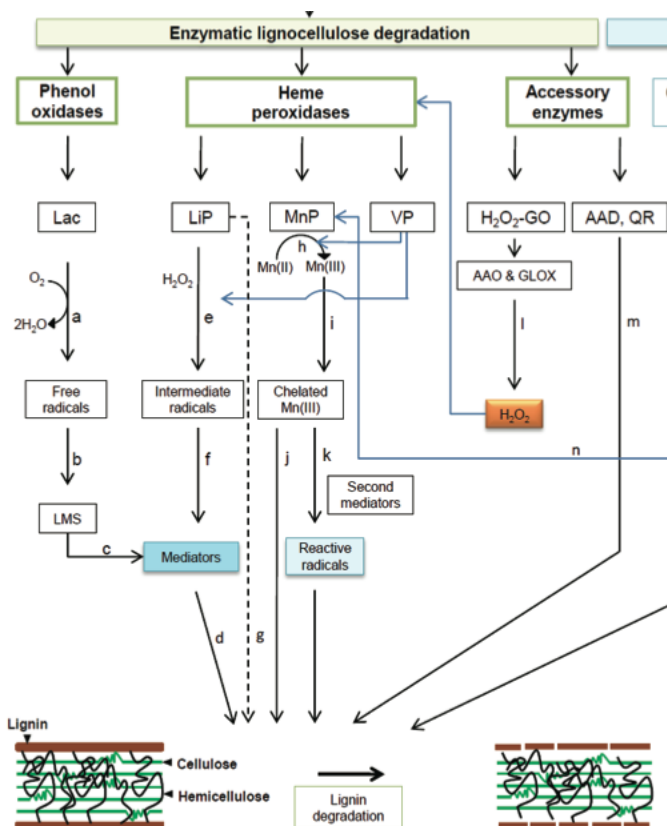 Enzymatic lignocellulose degradation
Phenol
oxidases
Heme
peroxidases
Accessory
enzymes
Lac
LiP
MnP
VP
H₂O₂-GO
AAD, QR
h
Mn(II)
Mn(III)
AAO & GLOX
O₂
2H₂O
a
H₂O₂
e
i
l
m
Free
radicals
Intermediate
radicals
Chelated
Mn(III)
H₂O₂
b
f
j
k
n
Second
mediators
LMS
c
Mediators
Reactive
radicals
d
g
Lignin
Cellulose
Hemicellulose
Lignin
degradation